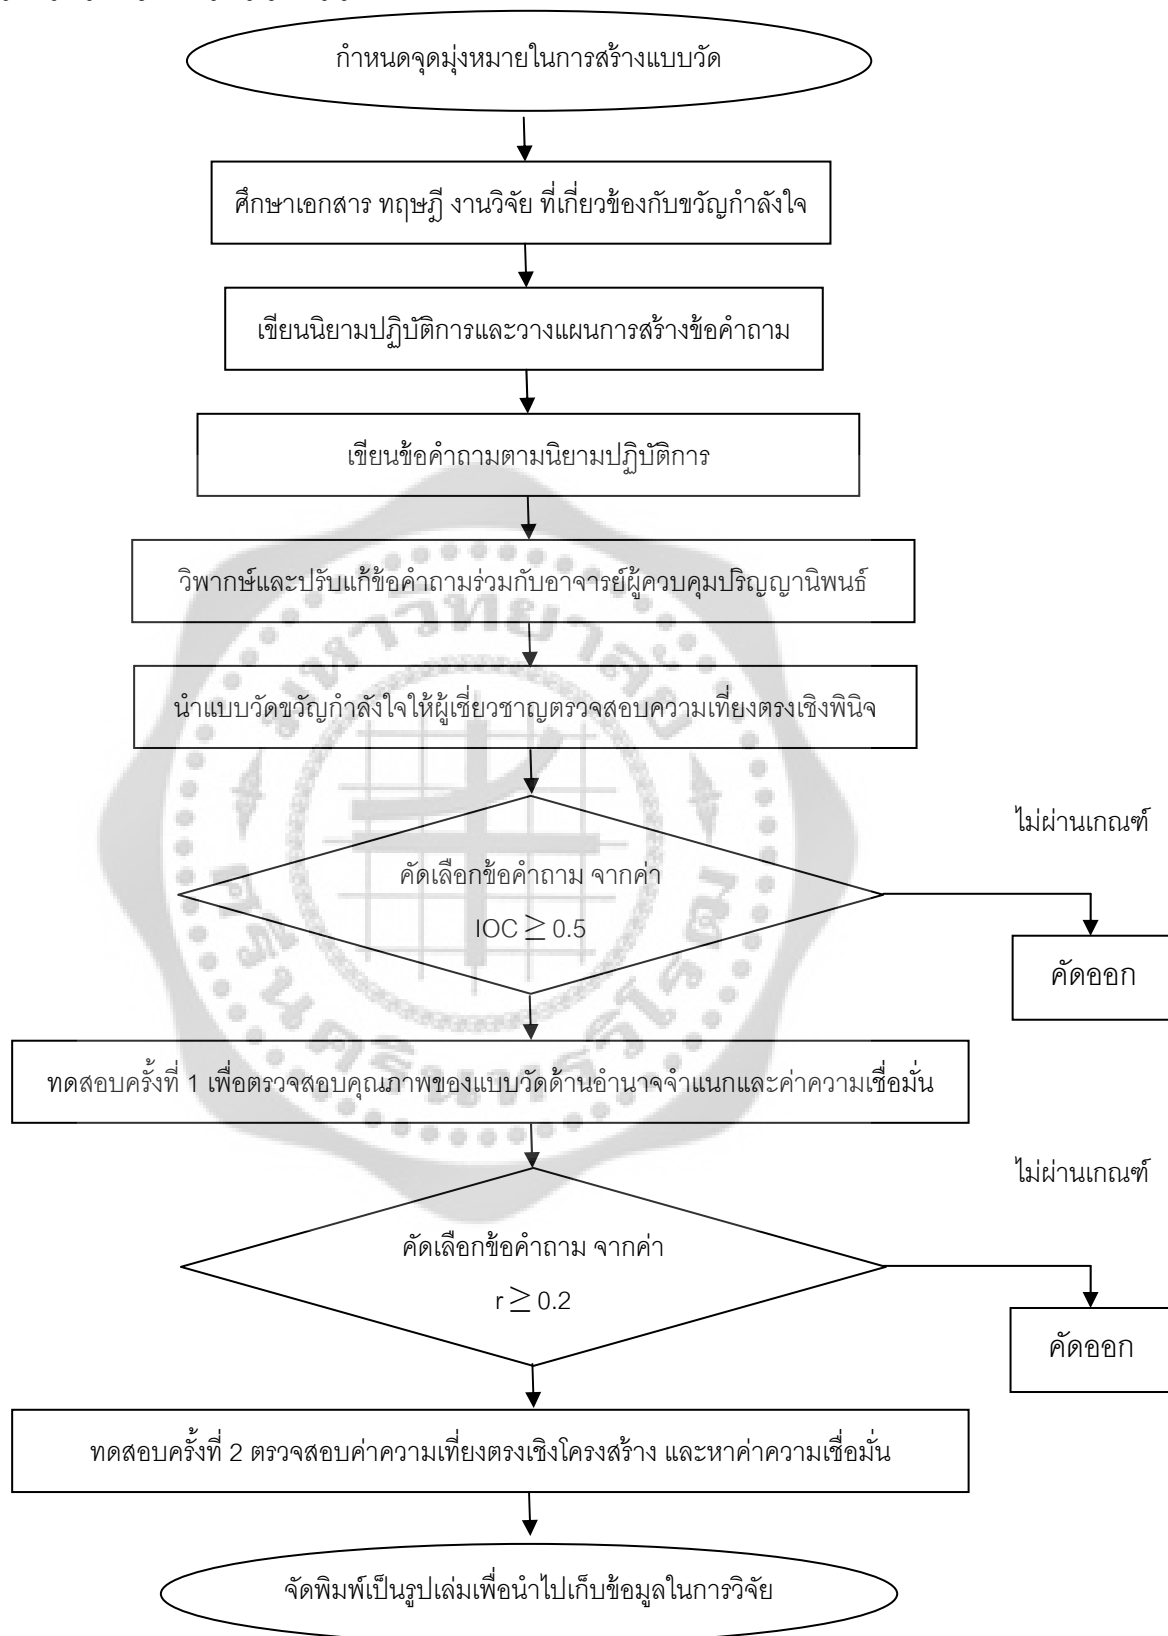 กำหนดจุดมุ่งหมายในการสร้างแบบวัด
ศึกษาเอกสาร ทฤษฎี งานวิจัย ที่เกี่ยวข้องกับขวัญกำลังใจ
เขียนนิยามปฏิบัติการและวางแผนการสร้างข้อคำถาม
เขียนข้อคำถามตามนิยามปฏิบัติการ
วิพากษ์และปรับแก้ข้อคำถามร่วมกับอาจารย์ผู้ควบคุมปริญญานิพนธ์
นำแบบวัดขวัญกำลังใจให้ผู้เชี่ยวชาญตรวจสอบความเที่ยงตรงเชิงพินิจ
ไม่ผ่านเกณฑ์
คัดเลือกข้อคำถาม จากค่า
IOC ≥ 0.5
คัดออก
ทดสอบครั้งที่ 1 เพื่อตรวจสอบคุณภาพของแบบวัดด้านอำนาจจำแนกและค่าความเชื่อมั่น
ไม่ผ่านเกณฑ์
คัดเลือกข้อคำถาม จากค่า
r ≥ 0.2
คัดออก
ทดสอบครั้งที่ 2 ตรวจสอบค่าความเที่ยงตรงเชิงโครงสร้าง และหาค่าความเชื่อมั่น
จัดพิมพ์เป็นรูปเล่มเพื่อนำไปเก็บข้อมูลในการวิจัย
มหาวิทยาลัย
ศรีนครินทรวิโรฒ